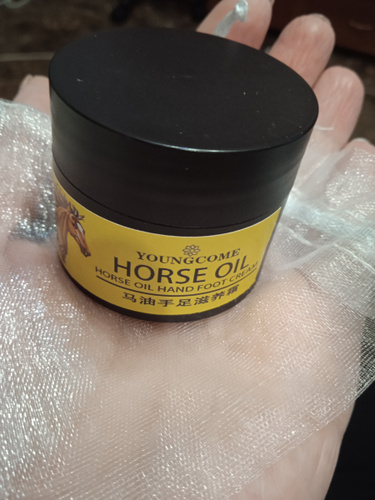 YOUNGCOME
HORSE OIL
HORSE OIL HAND FOOT CREAM
马油手足滋养霜